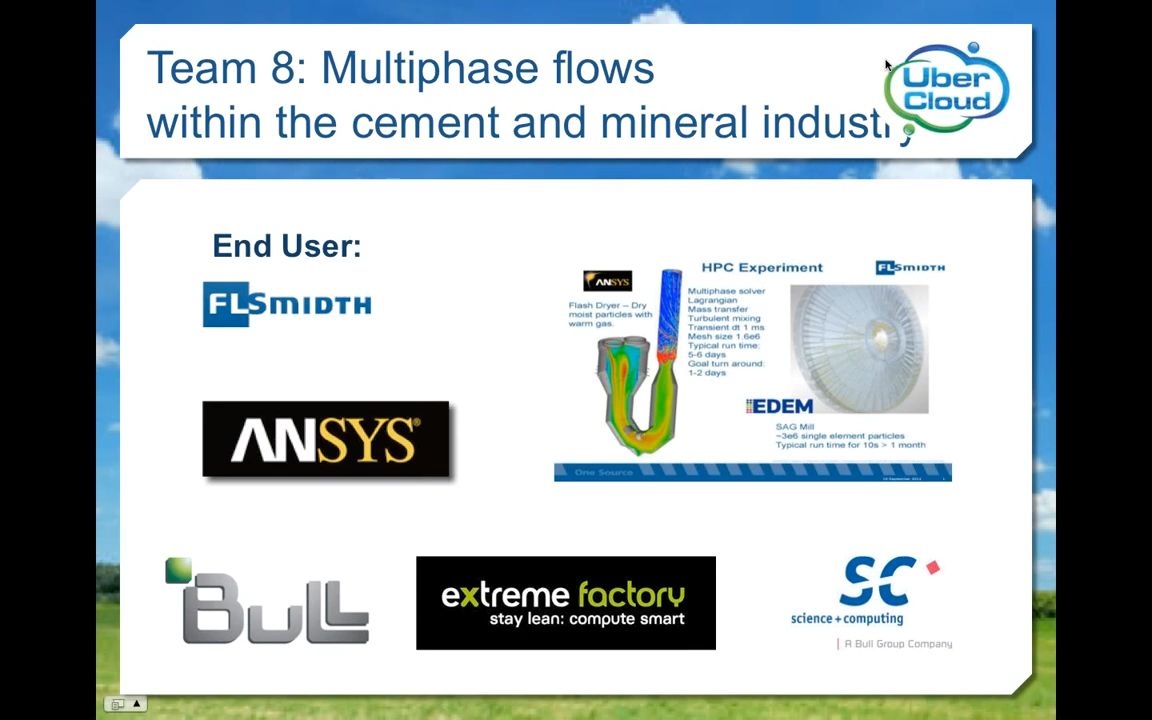 Team 8: Multiphase flows
within the cement and mineral industry
Uber
Cloud
End User:
FLSMIDTH
ANSYS®
HPC Experiment
FLSMIDTH
ANSYS
Flash Dryer – Dry
moist particles with
warm gas.
Multiphase solver
Lagrangian
Mass transfer
Turbulent mixing
Transient dt 1 ms
Mesh size 1.6e6
Typical run time:
5-6 days
Goal turn around:
1-2 days
EDEM
SAG Mill
~3e6 single element particles
Typical run time for 10s > 1 month
One Source
Bull
extreme factory
stay lean: compute smart
SC
science + computing
A Bull Group Company